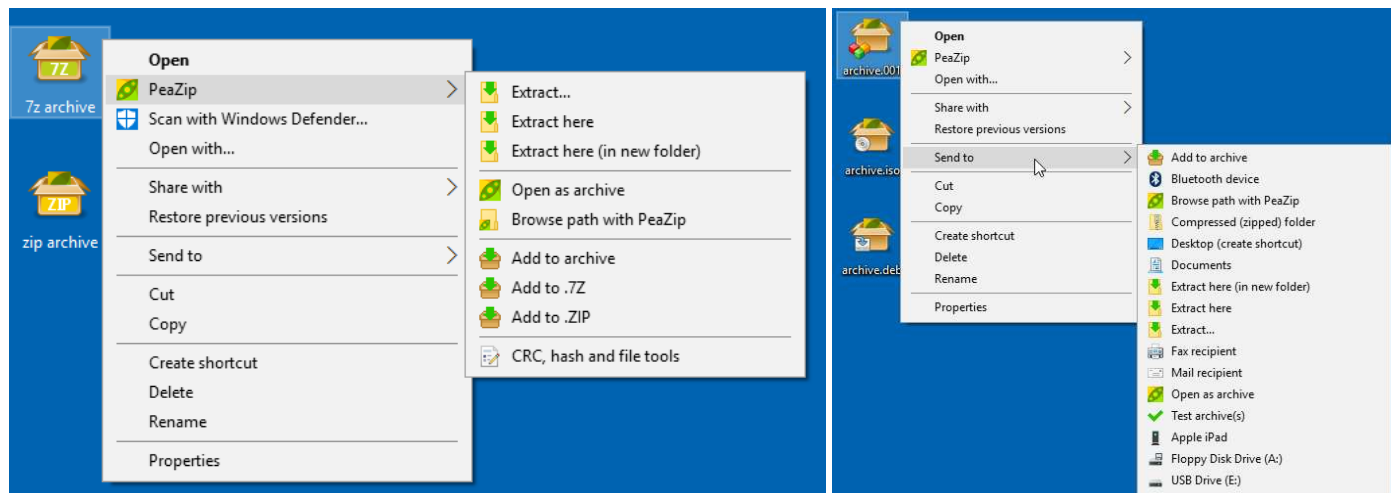 7Z
7z archive
ZIP
zip archive
Open
PeaZip
Scan with Windows Defender...
Open with...
Share with
Restore previous versions
Send to
Cut
Copy
Create shortcut
Delete
Rename
Properties
Extract...
Extract here
Extract here (in new folder)
Open as archive
Browse path with PeaZip
Add to archive
Add to .7Z
Add to .ZIP
CRC, hash and file tools
archive.001
archive.iso
archive.deb
Open
PeaZip
Open with...
Share with
Restore previous versions
Send to
Cut
Copy
Create shortcut
Delete
Rename
Properties
Add to archive
Bluetooth device
Browse path with PeaZip
Compressed (zipped) folder
Desktop (create shortcut)
Documents
Extract here (in new folder)
Extract here
Extract...
Fax recipient
Mail recipient
Open as archive
Test archive(s)
Apple iPad
Floppy Disk Drive (A:)
USB Drive (E:)